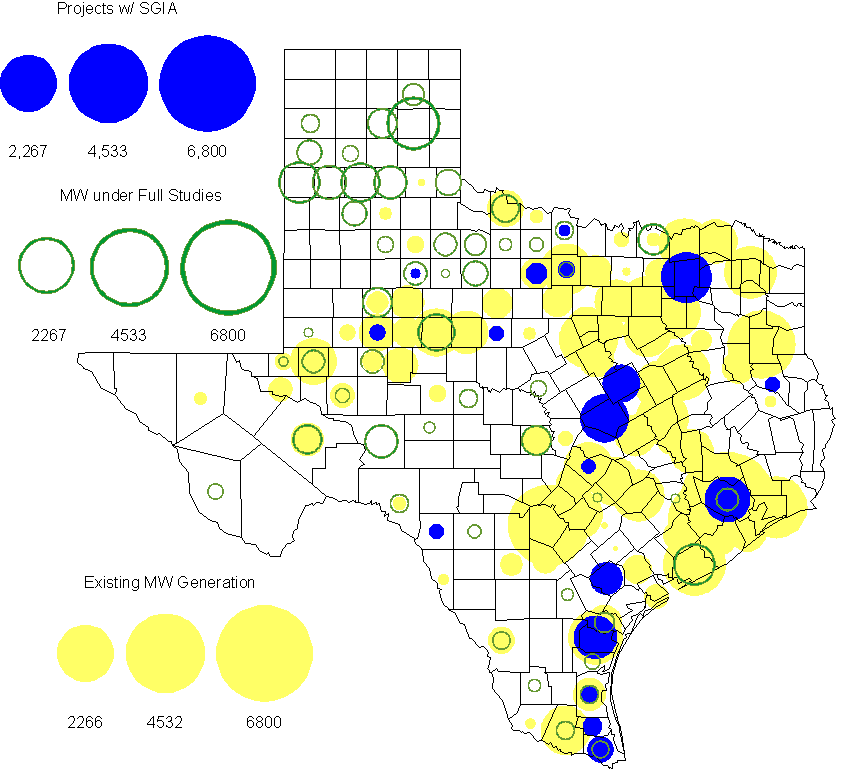 Projects w/ SGIA
2,267 4,533 6,800
MW under Full Studies
2267 4533 6800
Existing MW Generation
2266 4532 6800